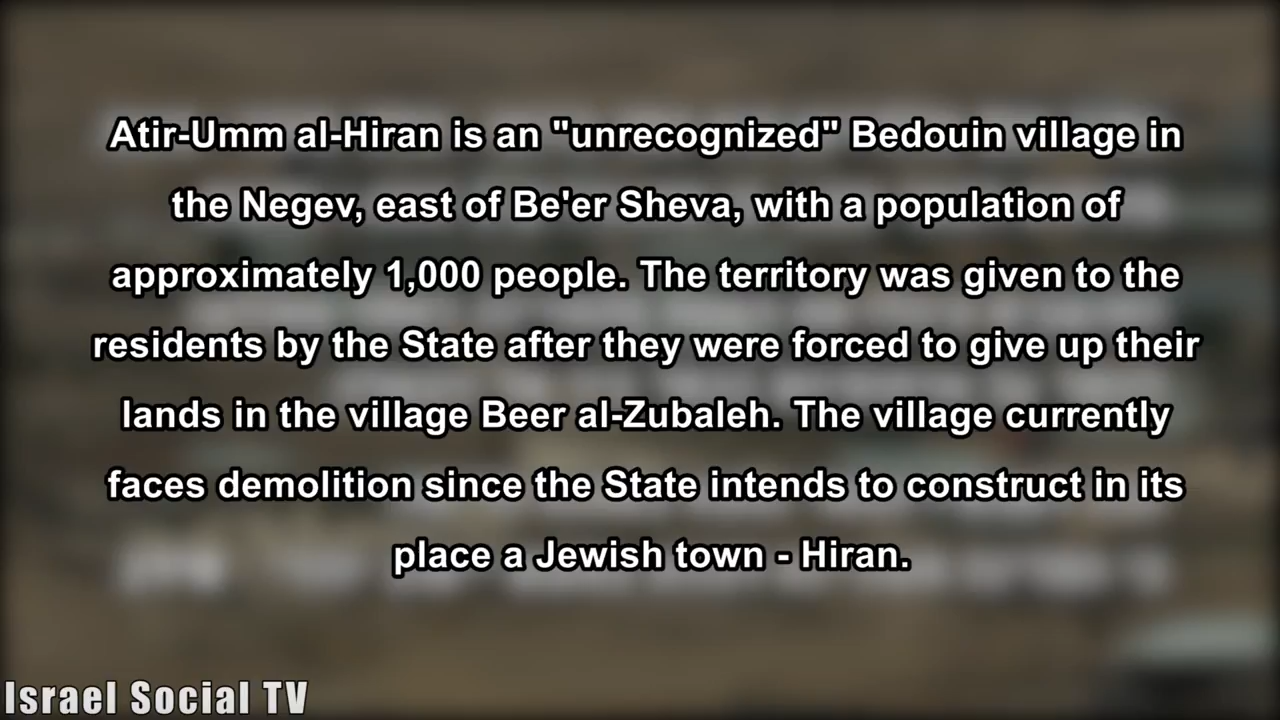 Atir-Umm al-Hiran is an "unrecognized" Bedouin village in
the Negev, east of Be'er Sheva, with a population of
approximately 1,000 people. The territory was given to the
residents by the State after they were forced to give up their
lands in the village Beer al-Zubaleh. The village currently
faces demolition since the State intends to construct in its
place a Jewish town - Hiran.
Israel Social TV